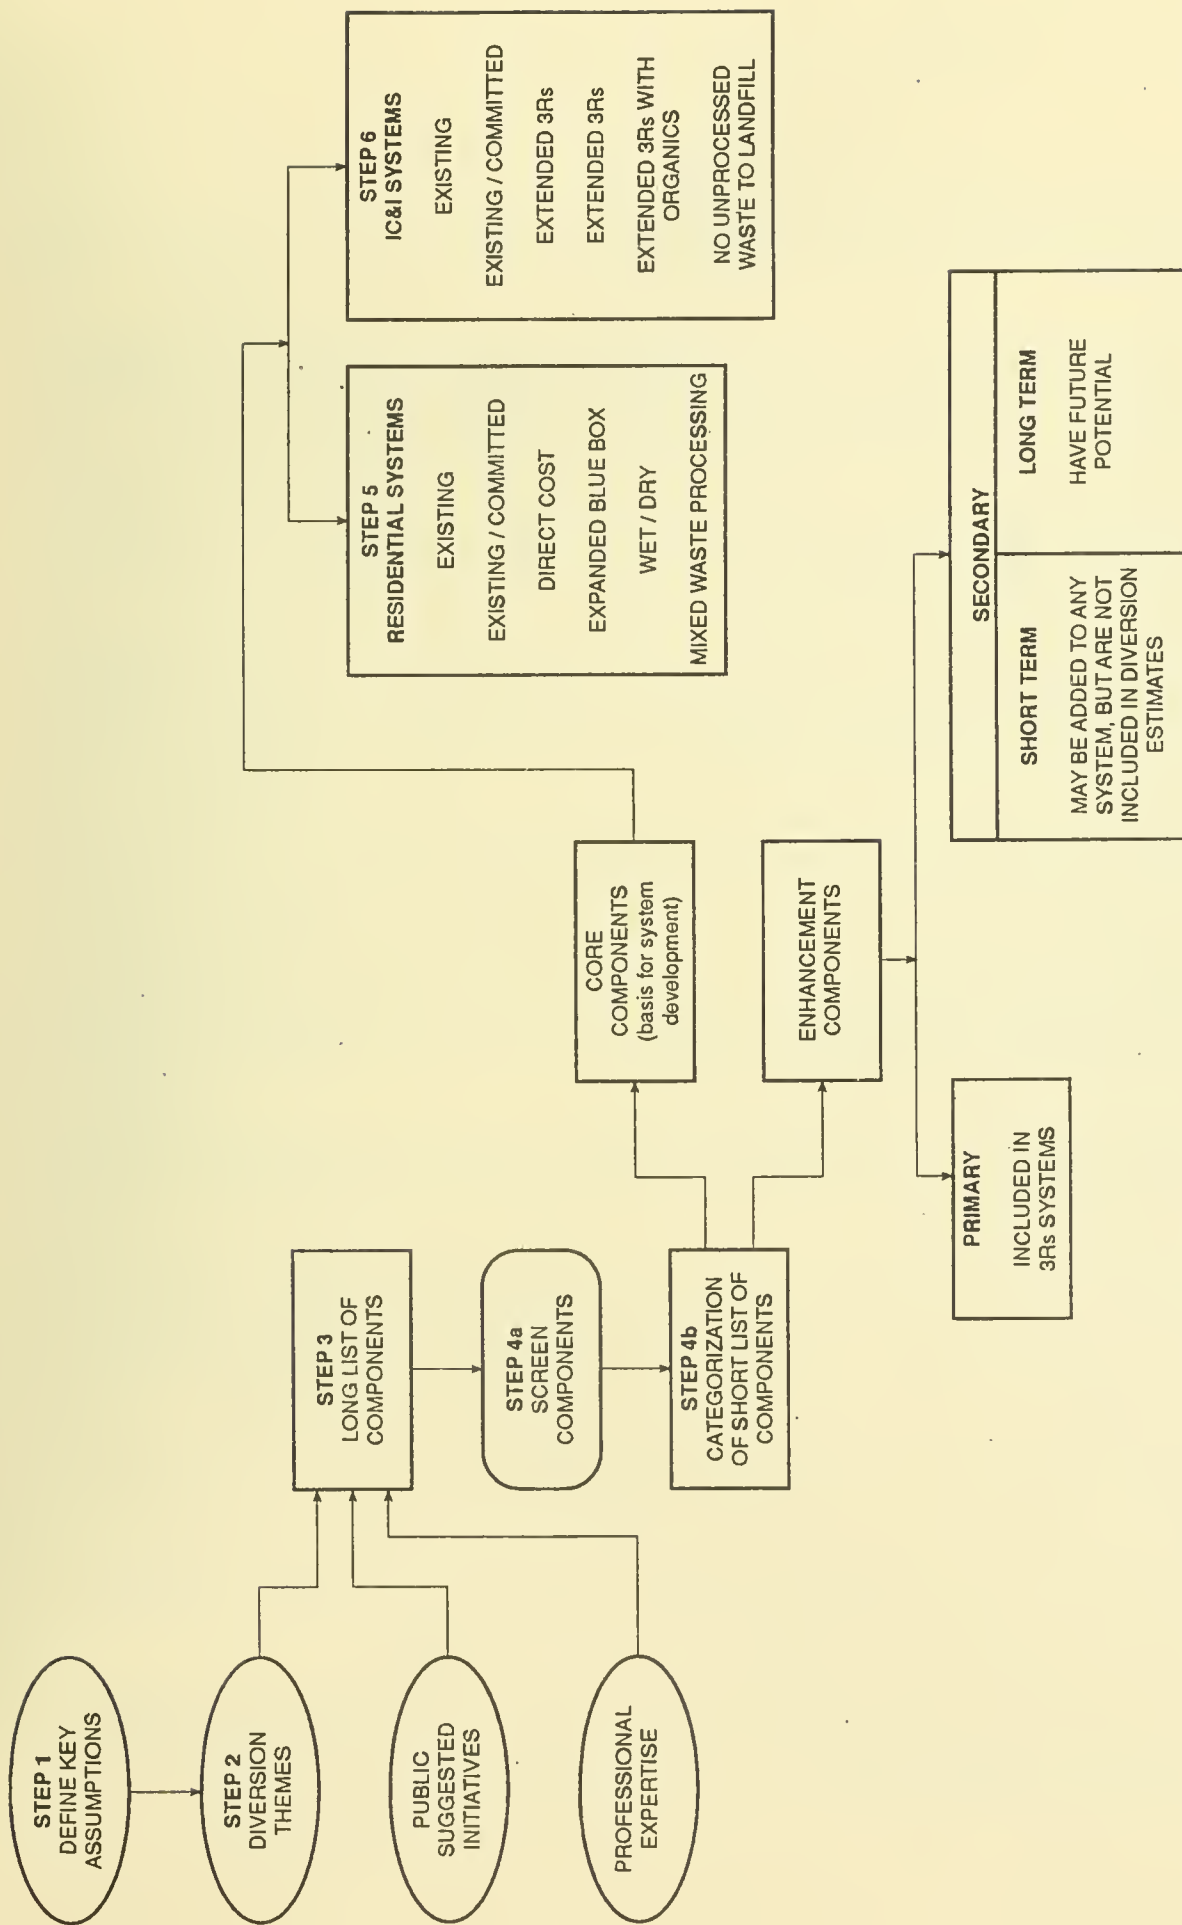 STEP 1
DEFINE KEY
ASSUMPTIONS
STEP 2
DIVERSION
THEMES
PUBLIC
SUGGESTED
INITIATIVES
PROFESSIONAL
EXPERTISE
STEP 3
LONG LIST OF
COMPONENTS
STEP 4a
SCREEN
COMPONENTS
STEP 4b
CATEGORIZATION
OF SHORT LIST OF
COMPONENTS
CORE
COMPONENTS
(basis for system
development)
ENHANCEMENT
COMPONENTS
PRIMARY
INCLUDED IN
3Rs SYSTEMS
SECONDARY
SHORT TERM
MAY BE ADDED TO ANY
SYSTEM, BUT ARE NOT
INCLUDED IN DIVERSION
ESTIMATES
LONG TERM
HAVE FUTURE
POTENTIAL
STEP 5
RESIDENTIAL SYSTEMS
EXISTING
EXISTING / COMMITTED
DIRECT COST
EXPANDED BLUE BOX
WET / DRY
MIXED WASTE PROCESSING
STEP 6
IC&I SYSTEMS
EXISTING
EXISTING / COMMITTED
EXTENDED 3Rs
EXTENDED 3Rs
EXTENDED 3Rs WITH
ORGANICS
NO UNPROCESSED
WASTE TO LANDFILL